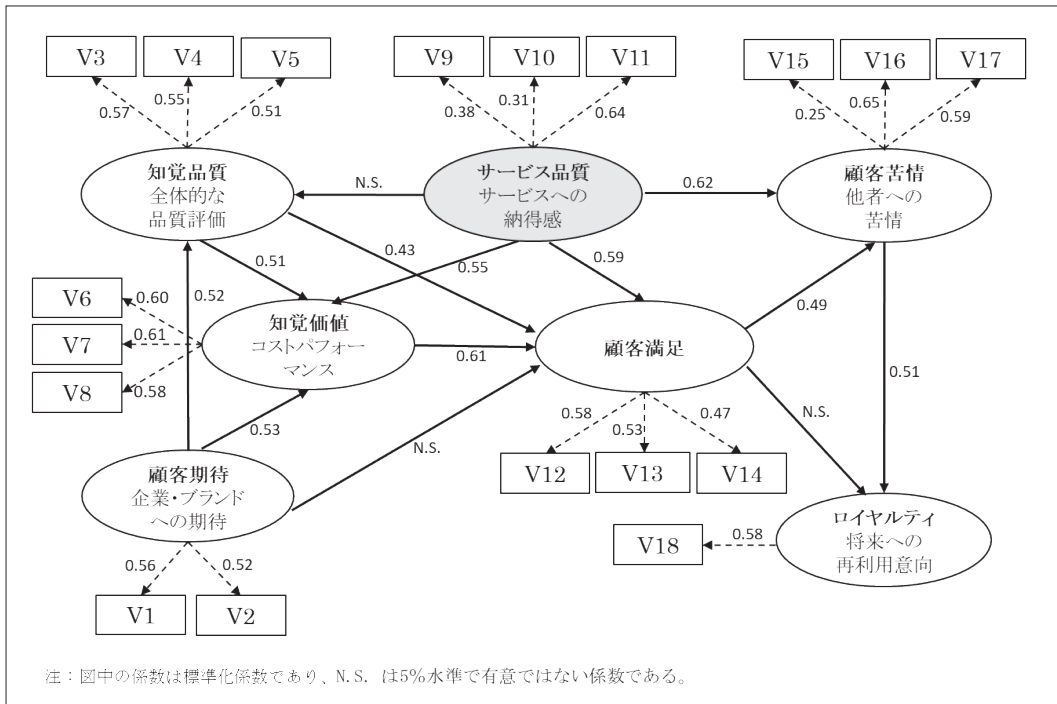 V3
V4
V5
V9
V10
V11
V15
V16
V17
0.57
0.55
0.51
0.38
0.31
0.64
0.25
0.65
0.59
知覚品質
全体的な
品質評価
N.S.
サービス品質
サービスへの
納得感
0.62
顧客苦情
他者への
苦情
0.52
0.51
0.43
0.55
0.59
0.49
0.51
V6
V7
V8
0.60
0.61
0.58
知覚価値
コストパフォー
マンス
0.61
顧客満足
0.53
N.S.
0.58
0.53
0.47
N.S.
V12
V13
V14
顧客期待
企業・ブランド
への期待
0.56
0.52
V1
V2
V18
0.58
ロイヤルティ
将来への
再利用意向
注：図中の係数は標準化係数であり、N.S. は5%水準で有意ではない係数である。